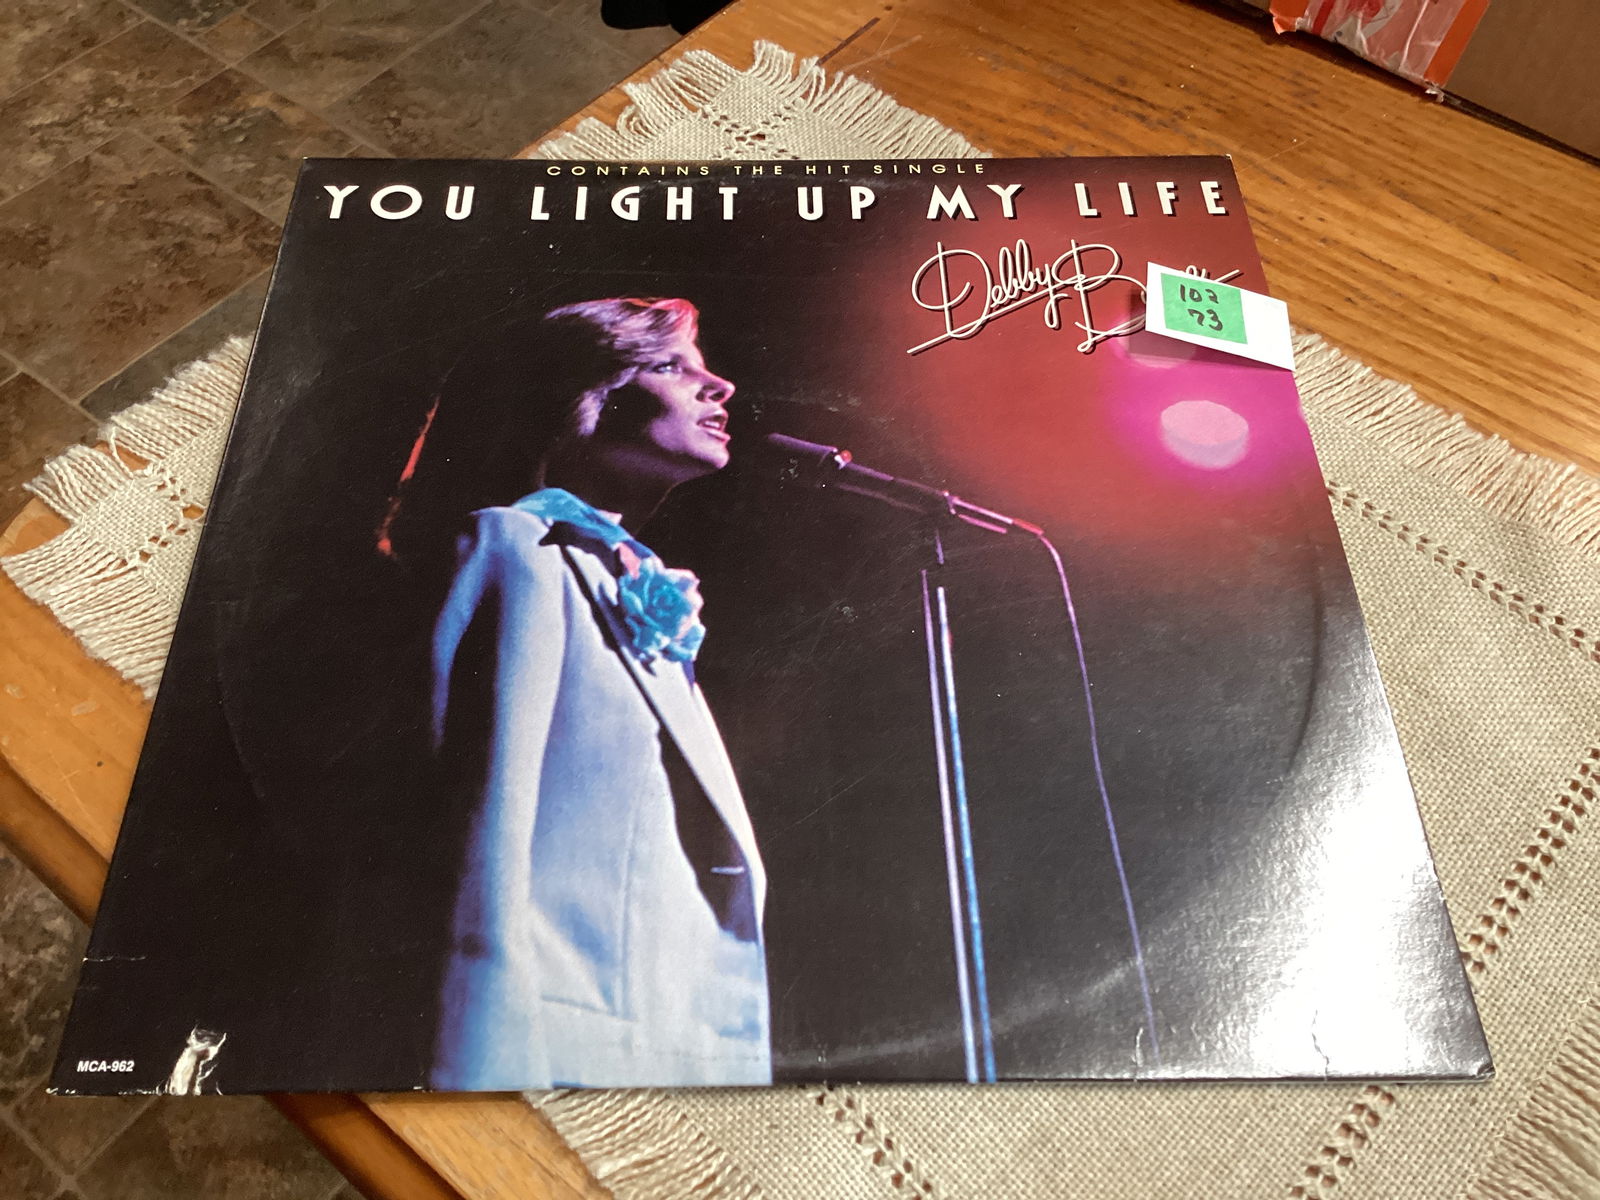 CONTAINS THE HIT SINGLE
YOU LIGHT UP MY LIFE
Debby
102
73
MCA-962